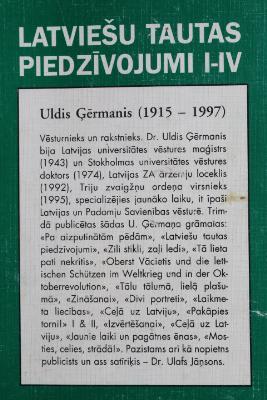 LATVIEŠU TAUTAS
PIEDZĪVOJUMI I-IV
Uldis Ģērmanis (1915 – 1997)
Vēsturnieks un rakstnieks. Dr. Uldis Ģērmanis
bija Latvijas universitātes vēstures maģistrs
(1943) un Stokholmas universitātes vēstures
doktors (1974), Latvijas ZA ārzemju loceklis
(1992), Triju zvaigžņu ordeņa virsnieks
(1995), specializējies jaunāko laiku, it īpaši
Latvijas un Padomju Savienības vēsturē. Trim-
dā publicētas šādas U. Ģērmaņa grāmatas:
«Pa aizputinātām pēdām», «Latviešu tautas
piedzīvojumi», «Zili stikli, zaļi ledi», «Tā lieta
pati nekritīs», «Oberst Vācietis und die let-
tischen Schützen im Weltkrieg und in der Ok-
toberrevolution», «Tālu tālumā, lielā plašu-
mā», «Zināšanai», «Divi portreti», «Laikme-
ta liecības», «Ceļā uz Latviju», «Pakāpies
tornī!» I & II, «Izvērtēšanai», «Ceļā uz Lat-
viju», «Jaunie laiki un pagātnes ēnas», «Mos-
ties, celies, strādā!». Pazīstams arī kā nopietns
publicists un ass satīriķis – Dr. Ulafs Jāņsons.